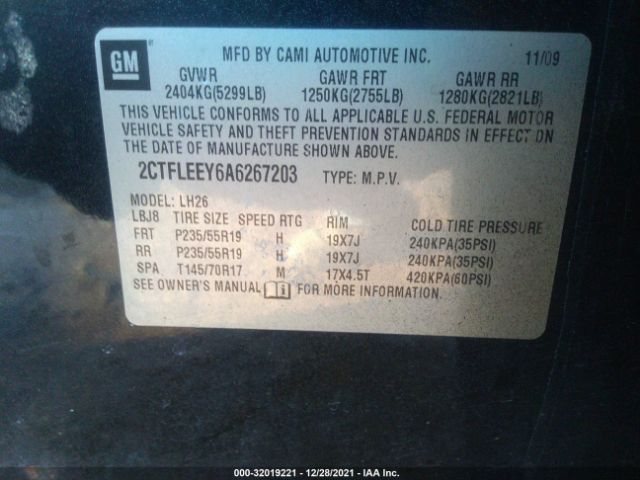 GM
MFD BY CAMI AUTOMOTIVE INC. 11/09
GVWR GAWR FRT GAWR RR
2404KG(5299LB) 1250KG(2755LB) 1280KG(2821LB)
THIS VEHICLE CONFORMS TO ALL APPLICABLE U.S. FEDERAL MOTOR
VEHICLE SAFETY AND THEFT PREVENTION STANDARDS IN EFFECT ON
THE DATE OF MANUFACTURE SHOWN ABOVE.
2CTFLEEY6A6267203 TYPE: M.P.V.
MODEL: LH26
LBJ8 TIRE SIZE SPEED RTG RIM COLD TIRE PRESSURE
FRT P235/55R19 H 19X7J 240KPA(35PSI)
RR P235/55R19 H 19X7J 240KPA(35PSI)
SPA T145/70R17 M 17X4.5T 420KPA(60PSI)
SEE OWNER'S MANUAL FOR MORE INFORMATION.
000-32019221 - 12/28/2021 - IAA Inc.